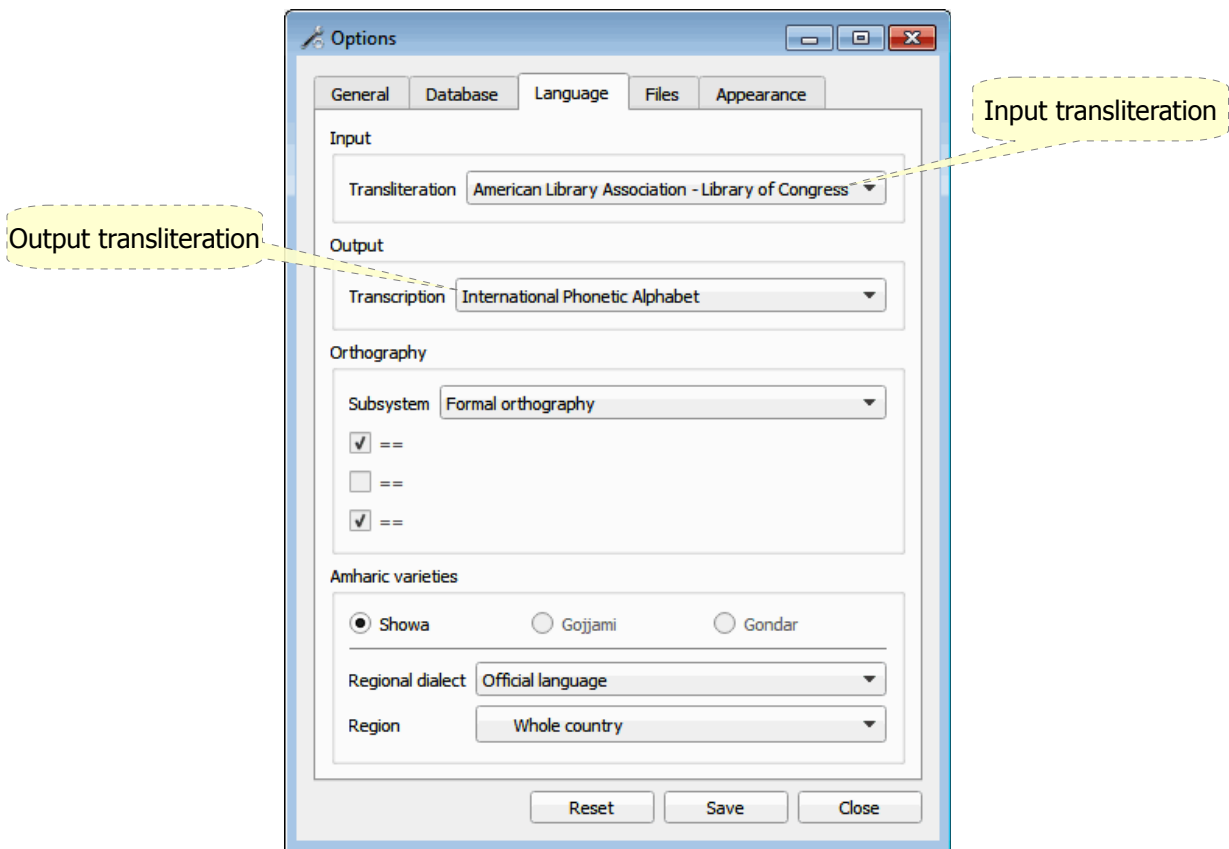 Options
General Database Language Files Appearance
Input transliteration
Input
Transliteration American Library Association - Library of Congress
Output transliteration
Output
Transcription International Phonetic Alphabet
Orthography
Subsystem Formal orthography
==
==
==
Amharic varieties
Showa Gojjami Gondar
Regional dialect Official language
Region Whole country
Reset Save Close